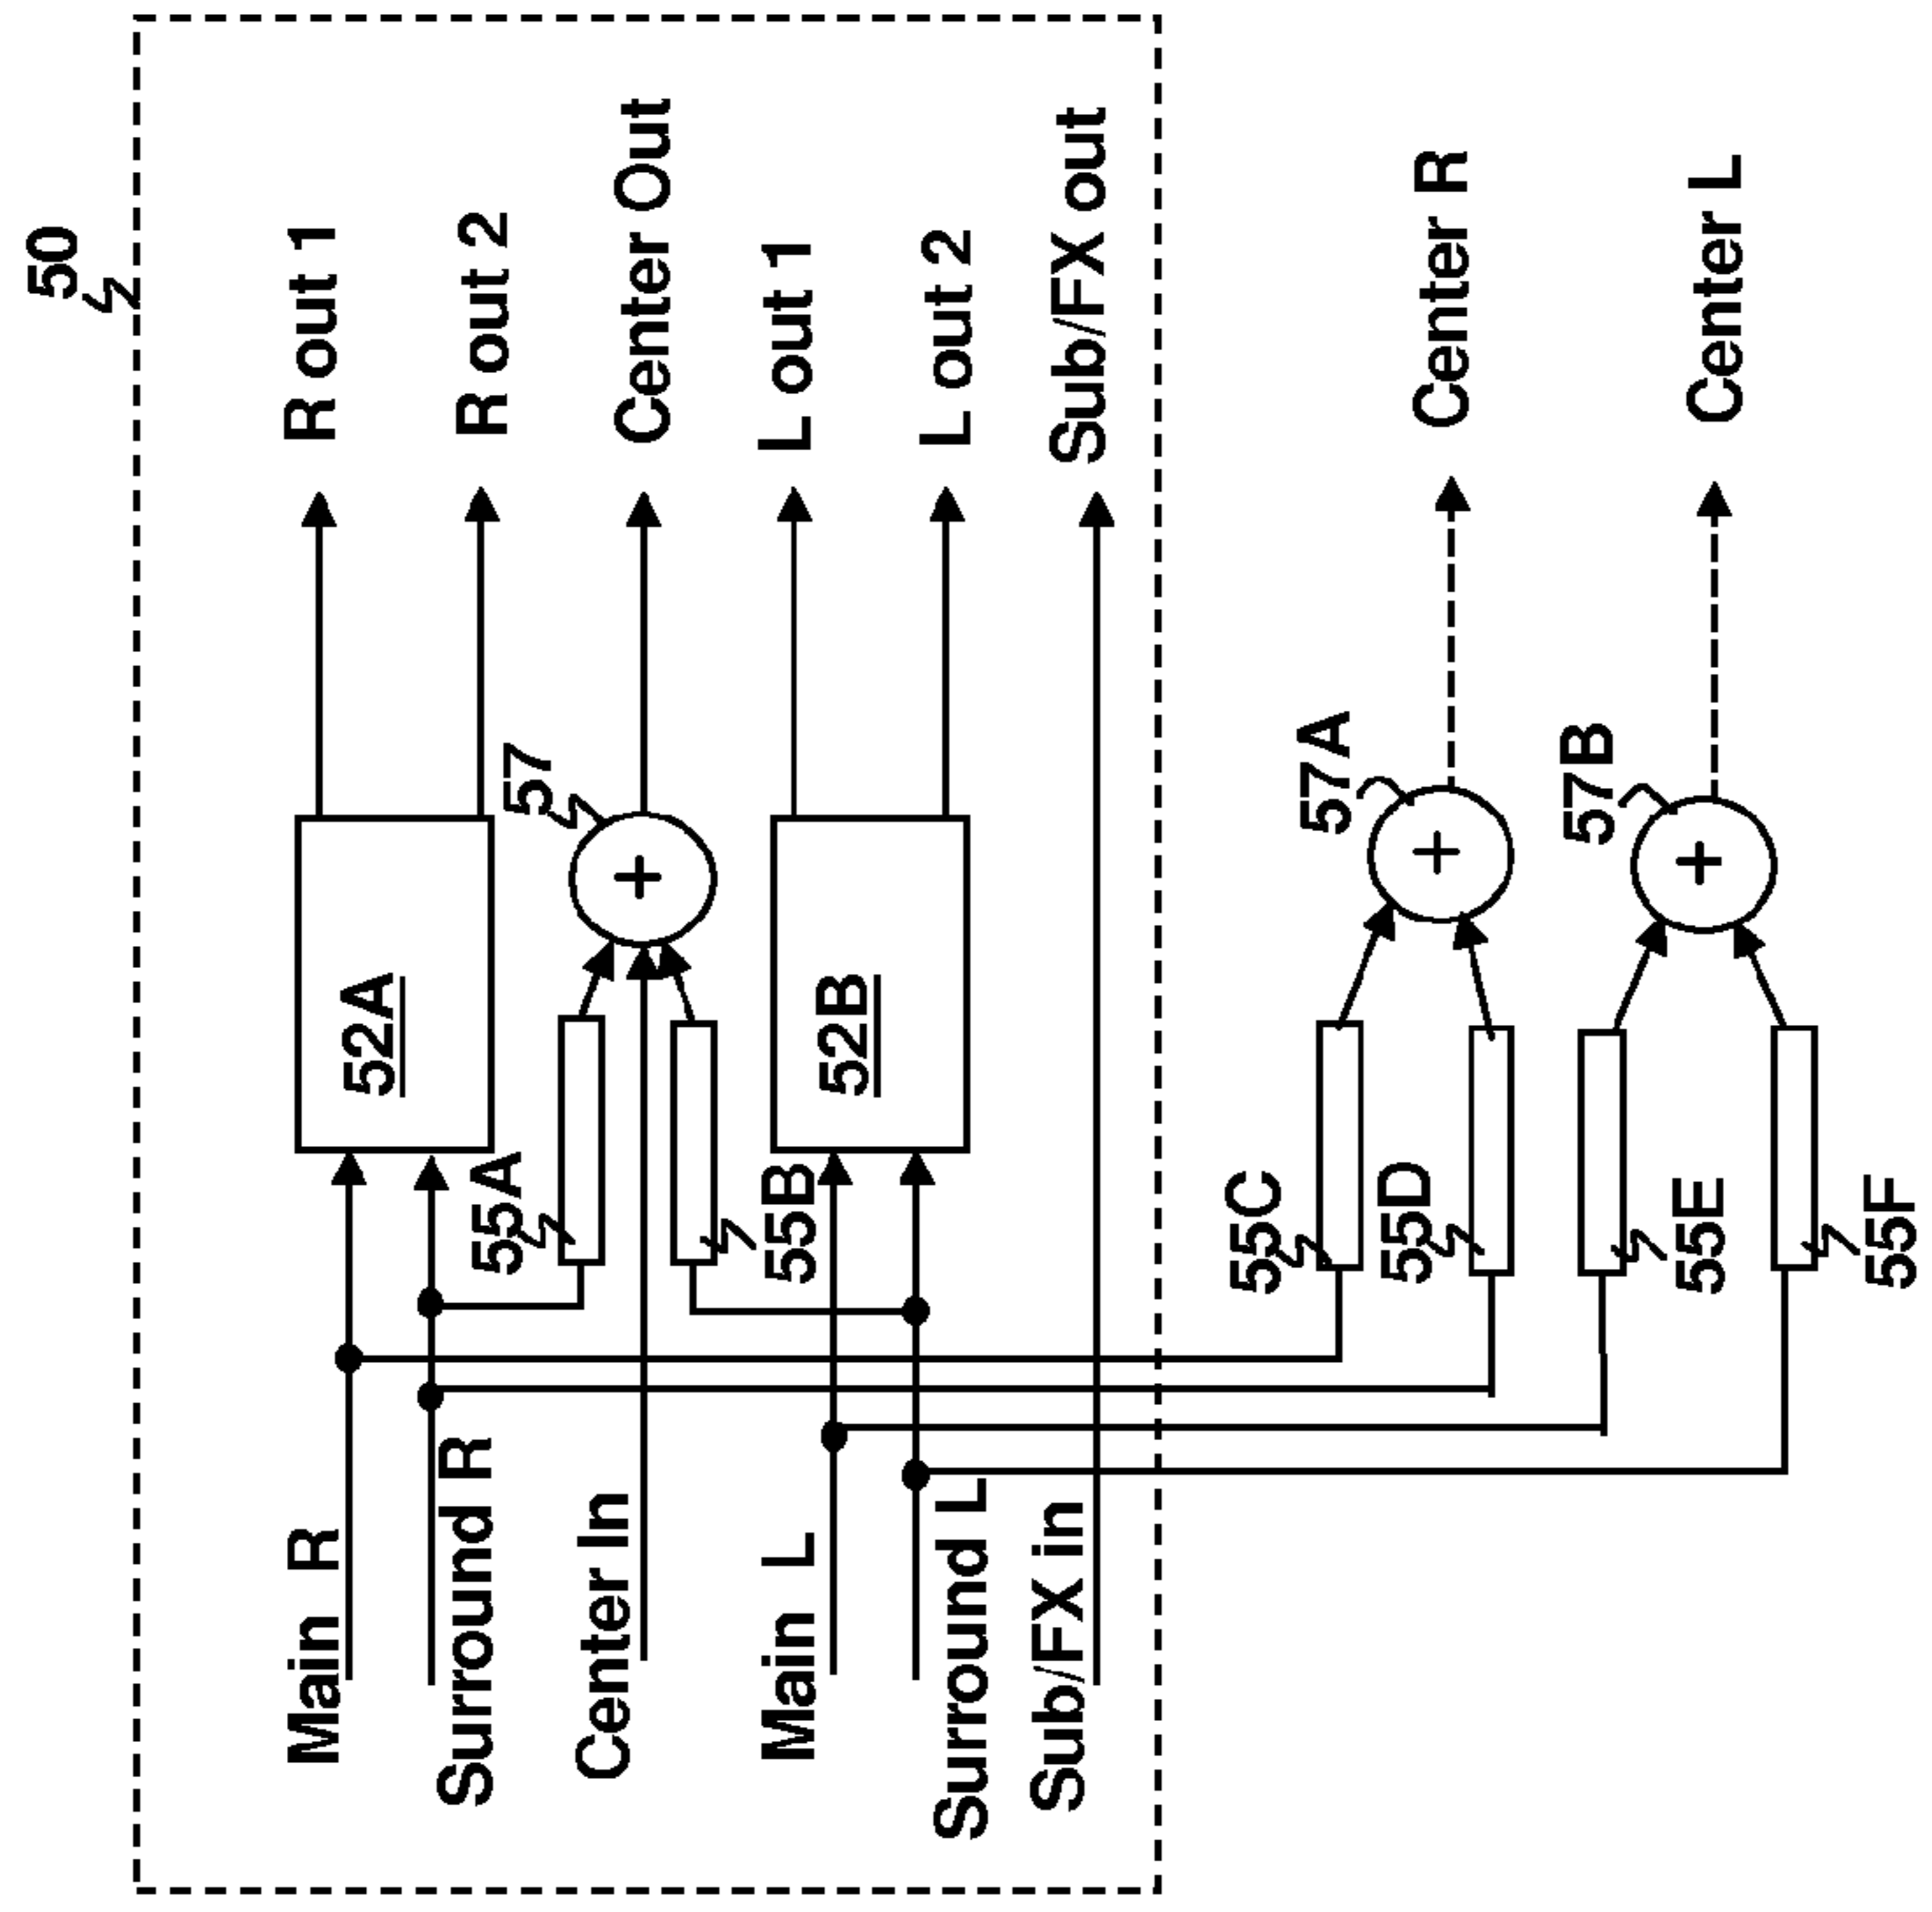 50
R out 1
R out 2
Center Out
L out 1
L out 2
Sub/FX out
Center R
Center L
52A
57
+
52B
57A
+
57B
+
55A
55B
55C
55D
55E
55F
Main R
Surround R
Center In
Main L
Surround L
Sub/FX in